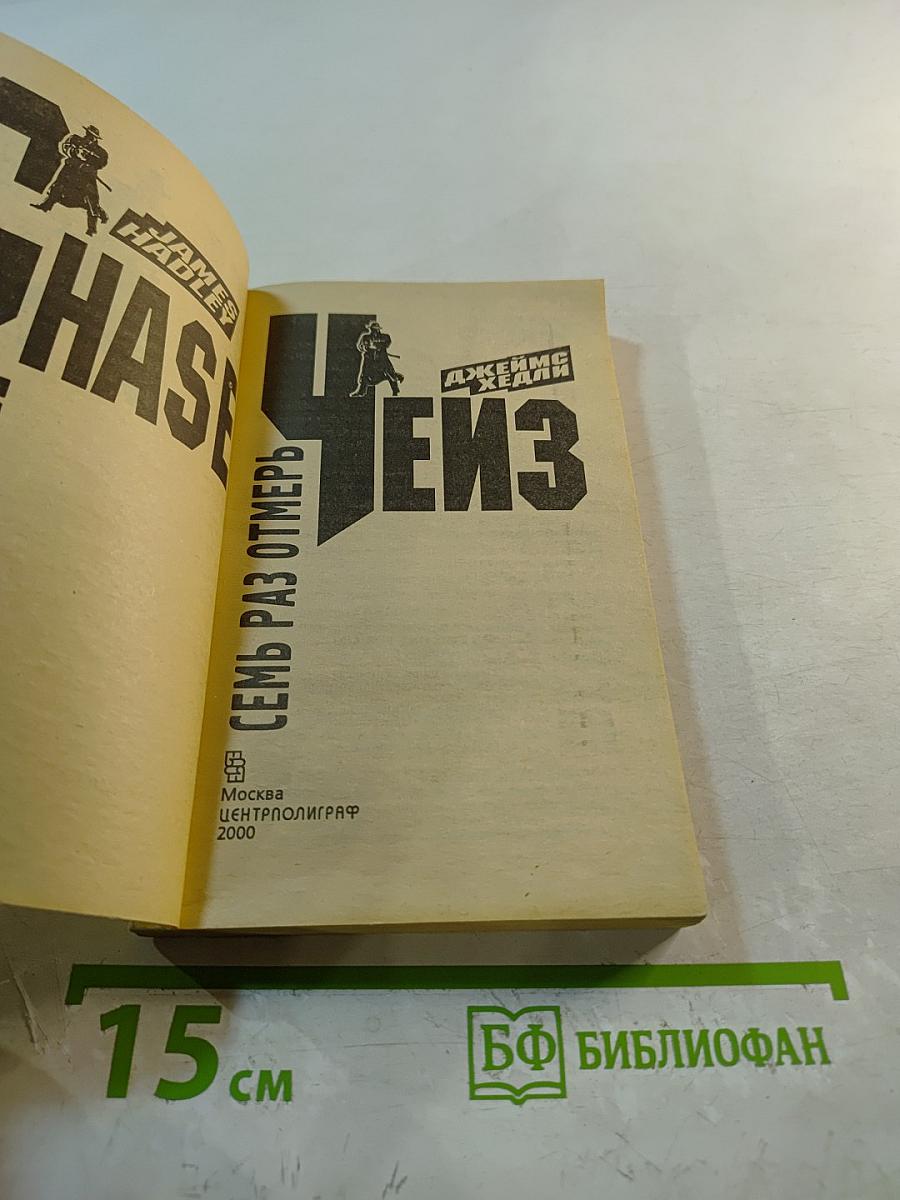 JAMES
HADLEY
CHASE
ДЖЕЙМС
ХЕДЛИ
ЧЕЙЗ
СЕМЬ РАЗ ОТМЕРЬ
Москва
ЦЕНТРПОЛИГРАФ
2000
15 см
БФ БИБЛИОФАН